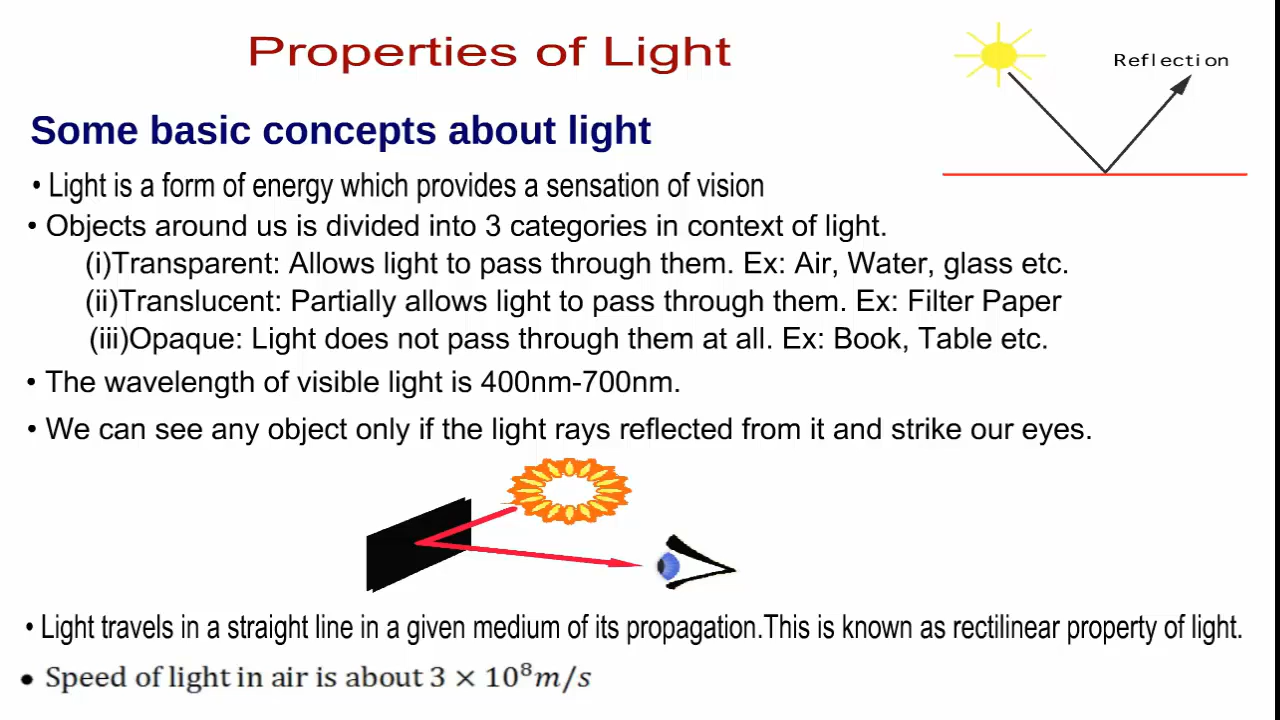 Properties of Light
Reflection
Some basic concepts about light
• Light is a form of energy which provides a sensation of vision
• Objects around us is divided into 3 categories in context of light.
(i)Transparent: Allows light to pass through them. Ex: Air, Water, glass etc.
(ii)Translucent: Partially allows light to pass through them. Ex: Filter Paper
(iii)Opaque: Light does not pass through them at all. Ex: Book, Table etc.
• The wavelength of visible light is 400nm-700nm.
• We can see any object only if the light rays reflected from it and strike our eyes.
• Light travels in a straight line in a given medium of its propagation.This is known as rectilinear property of light.
• Speed of light in air is about 3 × 10⁸m/s